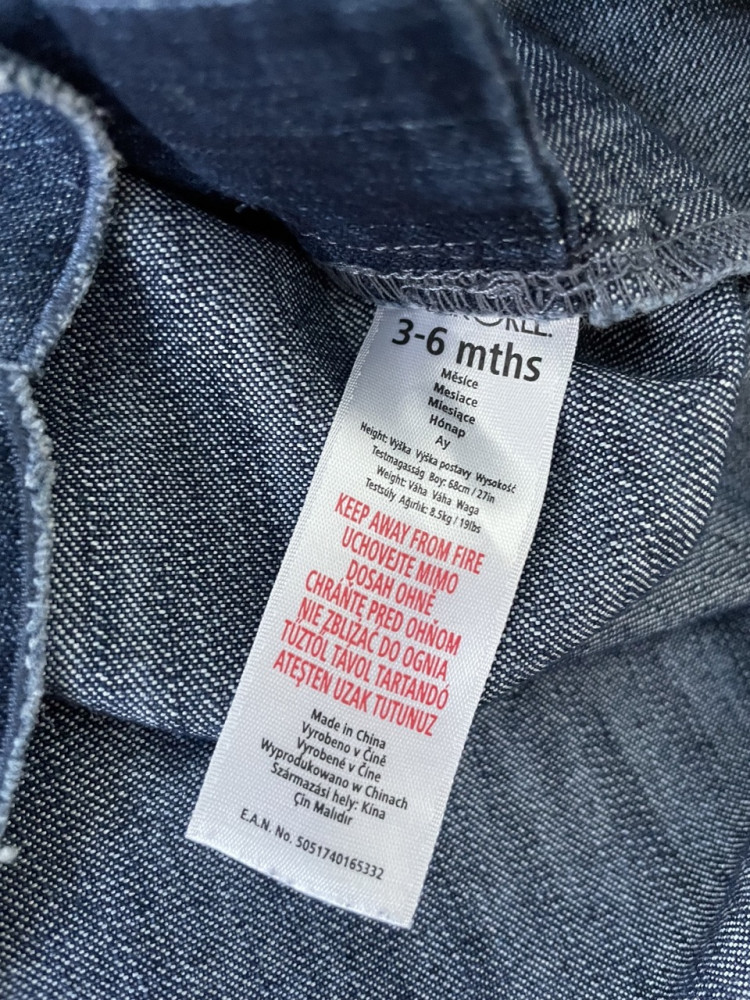 3-6 mths
Měsíce
Mesiace
Miesiące
Hónap
Ay
Height: Výška Výška postavy Wysokość
Testmagasság Boy: 68cm / 27in
Weight: Váha Váha Waga
Testsúly Ağırlık: 8.5kg / 19lbs
KEEP AWAY FROM FIRE
UCHOVEJTE MIMO
DOSAH OHNĚ
CHRÁŇTE PRED OHŇOM
NIE ZBLIŻAĆ DO OGNIA
TŰZTŐL TÁVOL TARTANDÓ
ATEŞTEN UZAK TUTUNUZ
Made in China
Vyrobeno v Číně
Vyrobené v Číne
Wyprodukowano w Chinach
Származási hely: Kína
Çin Malıdır
E.A.N. No. 5051740165332